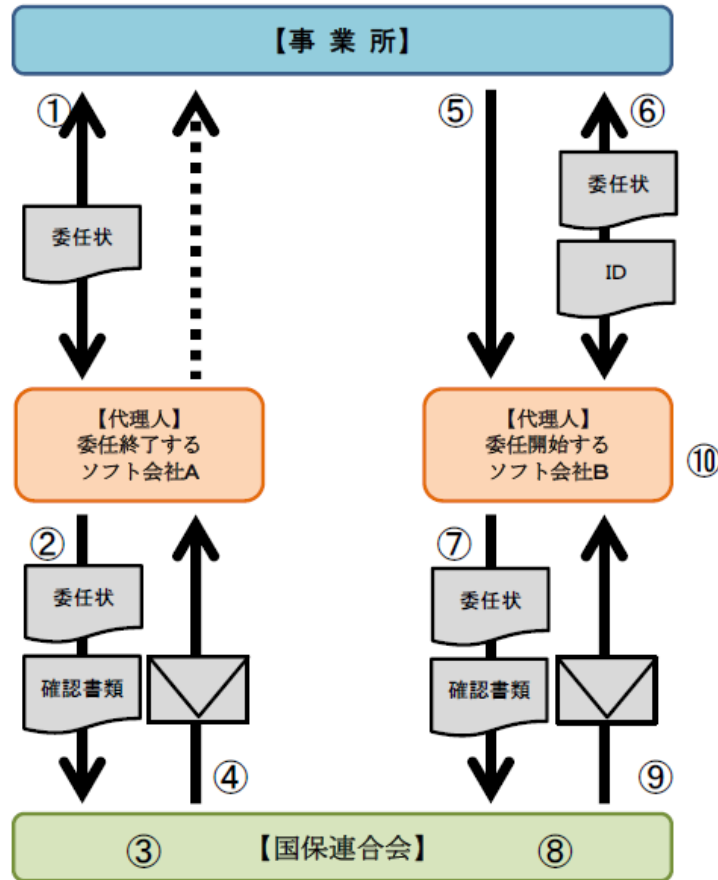 【事 業 所】
①
⑤
⑥
委任状
委任状
ID
【代理人】
委任終了する
ソフト会社A
【代理人】
委任開始する
ソフト会社B
⑩
②
⑦
委任状
確認書類
委任状
確認書類
④
⑨
③
【国保連合会】
⑧